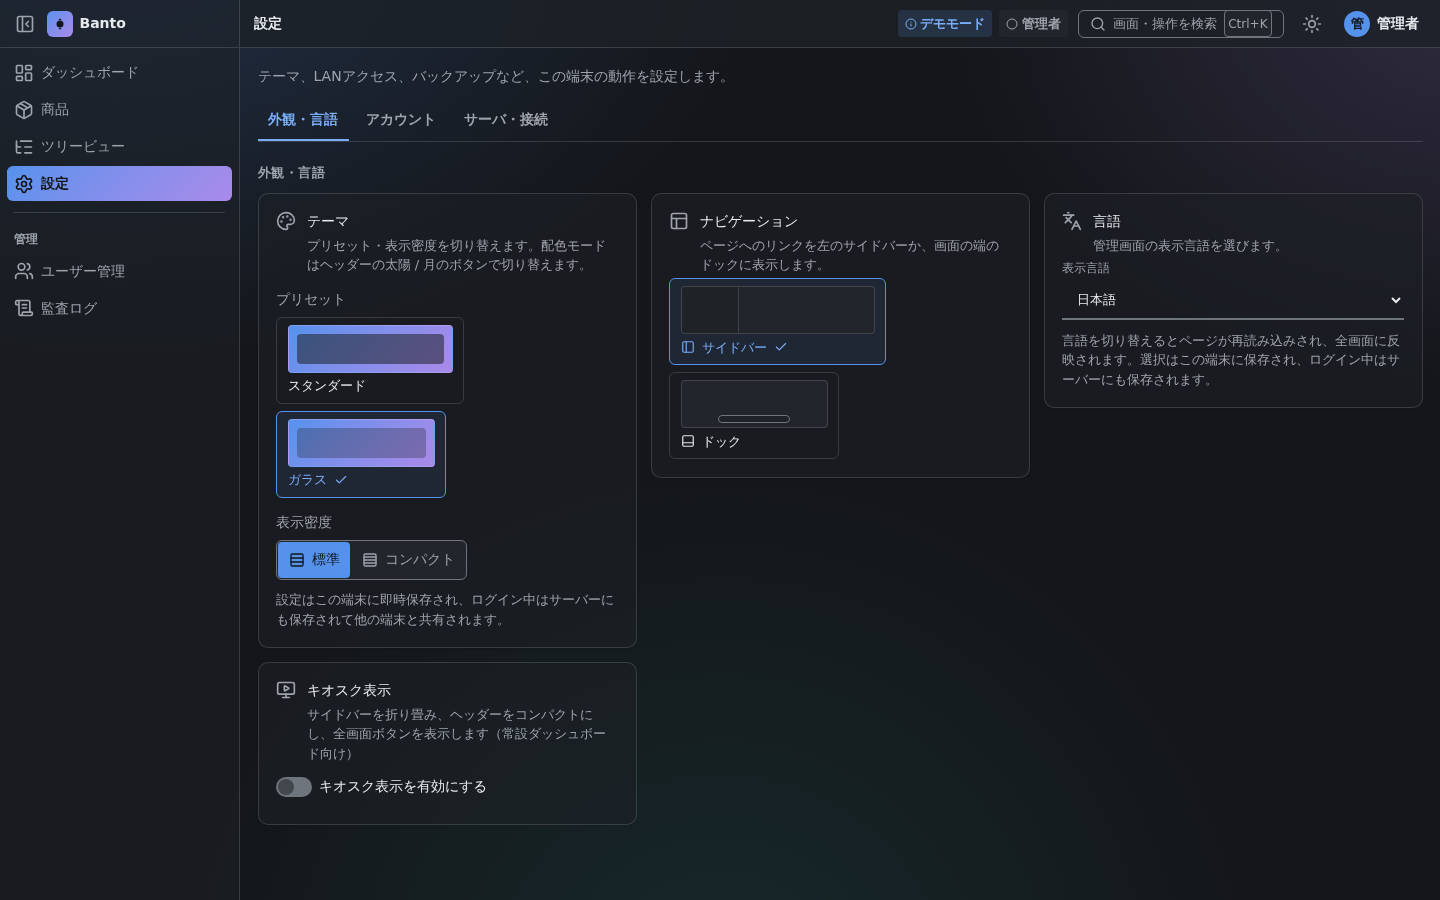 Banto
設定
デモモード
管理者
画面・操作を検索
Ctrl+K
管
管理者
ダッシュボード
商品
ツリービュー
設定
管理
ユーザー管理
監査ログ
テーマ、LANアクセス、バックアップなど、この端末の動作を設定します。
外観・言語
アカウント
サーバ・接続
外観・言語
テーマ
プリセット・表示密度を切り替えます。配色モード
はヘッダーの太陽 / 月のボタンで切り替えます。
プリセット
スタンダード
ガラス
表示密度
標準
コンパクト
設定はこの端末に即時保存され、ログイン中はサーバーに
も保存されて他の端末と共有されます。
キオスク表示
サイドバーを折り畳み、ヘッダーをコンパクトに
し、全画面ボタンを表示します（常設ダッシュボー
ド向け）
キオスク表示を有効にする
ナビゲーション
ページへのリンクを左のサイドバーか、画面の端の
ドックに表示します。
サイドバー
ドック
言語
管理画面の表示言語を選びます。
表示言語
日本語
言語を切り替えるとページが再読み込みされ、全画面に反
映されます。選択はこの端末に保存され、ログイン中はサ
ーバーにも保存されます。